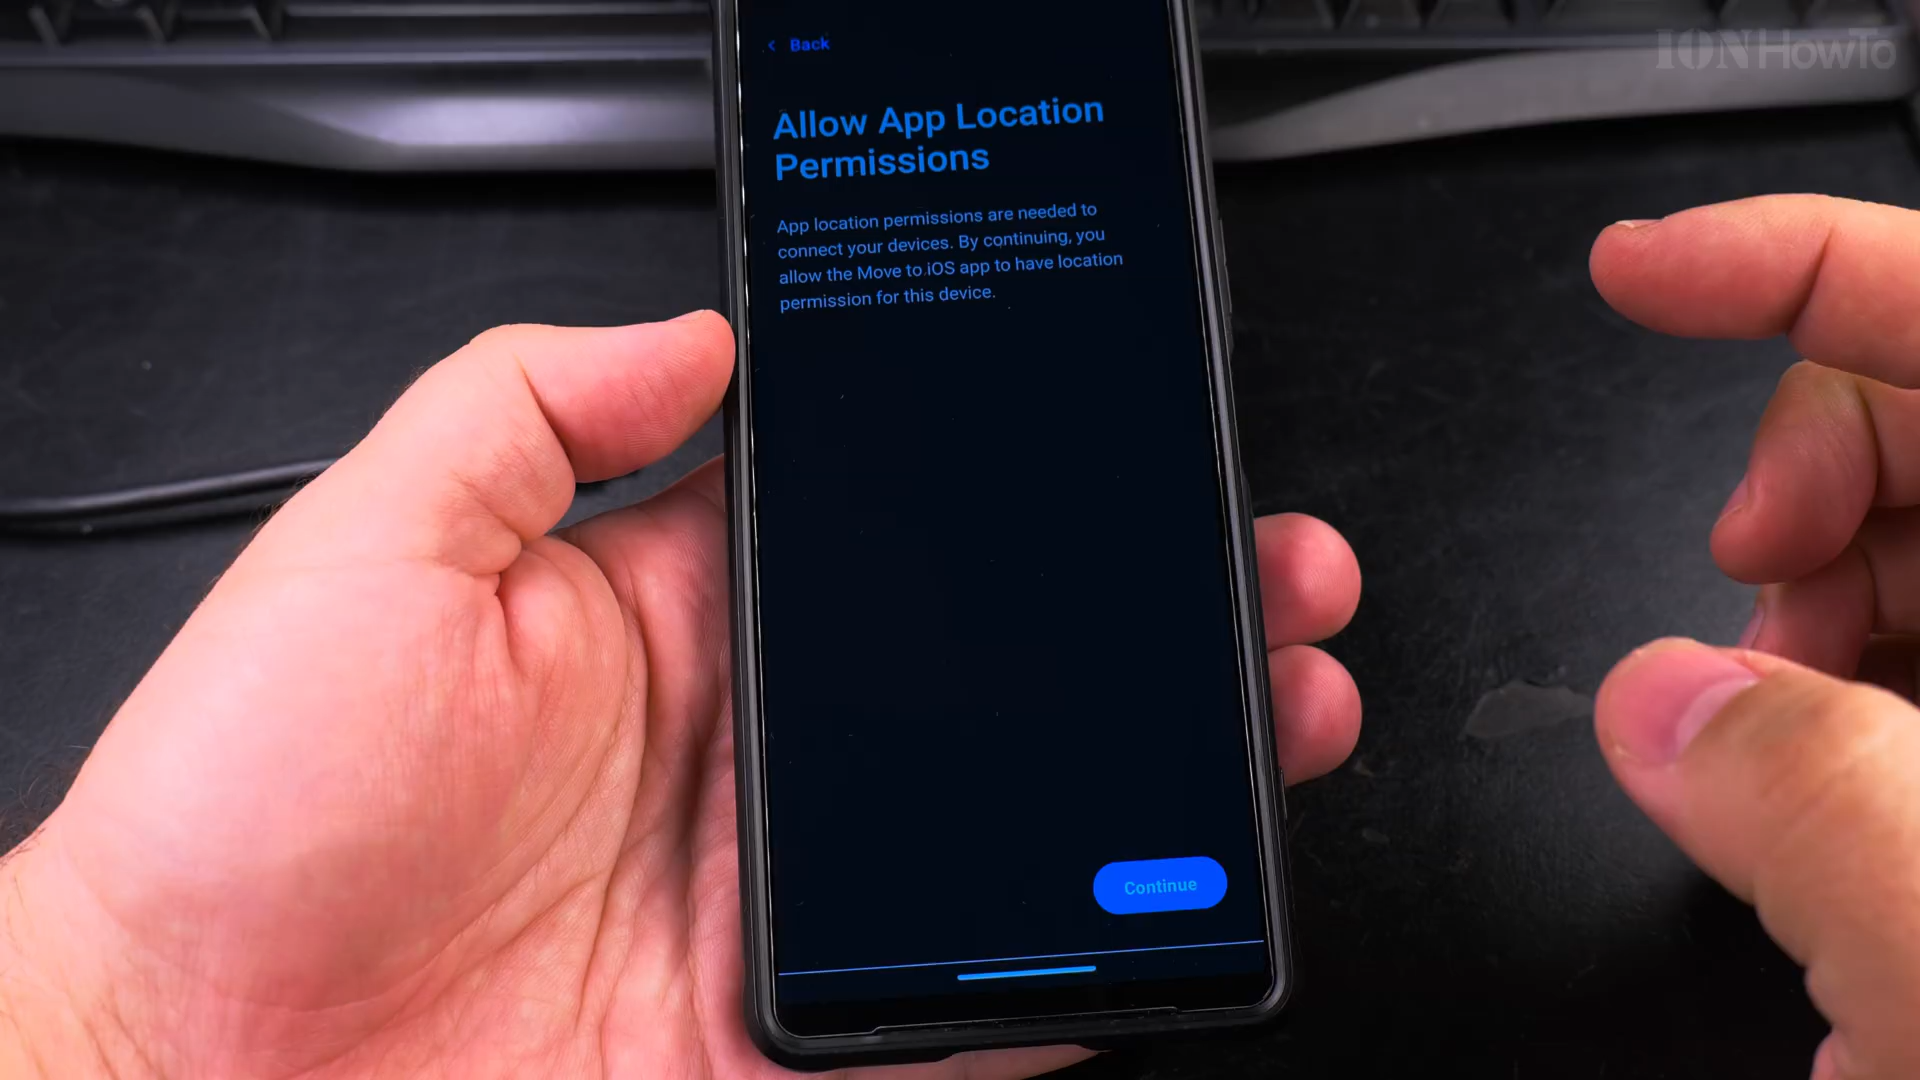 IONHowTo
Back
Allow App Location
Permissions
App location permissions are needed to
connect your devices. By continuing, you
allow the Move to iOS app to have location
permission for this device.
Continue